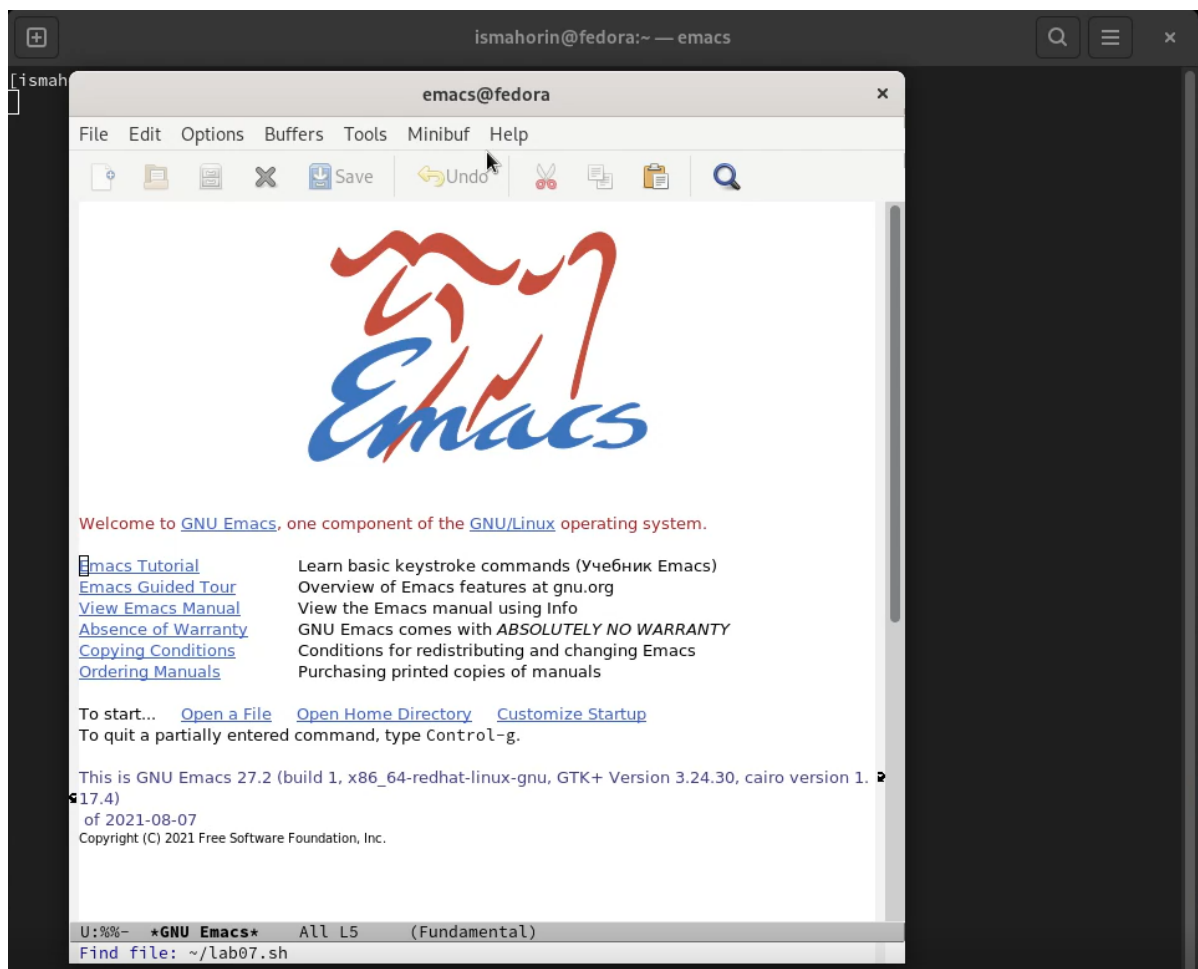 ismahorin@fedora:~ — emacs
[ismah
emacs@fedora
File Edit Options Buffers Tools Minibuf Help
Save Undo
Emacs
Welcome to GNU Emacs, one component of the GNU/Linux operating system.
Emacs Tutorial Learn basic keystroke commands (Учебник Emacs)
Emacs Guided Tour Overview of Emacs features at gnu.org
View Emacs Manual View the Emacs manual using Info
Absence of Warranty GNU Emacs comes with ABSOLUTELY NO WARRANTY
Copying Conditions Conditions for redistributing and changing Emacs
Ordering Manuals Purchasing printed copies of manuals
To start... Open a File Open Home Directory Customize Startup
To quit a partially entered command, type Control-g.
This is GNU Emacs 27.2 (build 1, x86_64-redhat-linux-gnu, GTK+ Version 3.24.30, cairo version 1.
17.4)
of 2021-08-07
Copyright (C) 2021 Free Software Foundation, Inc.
U:%%- *GNU Emacs* All L5 (Fundamental)
Find file: ~/lab07.sh